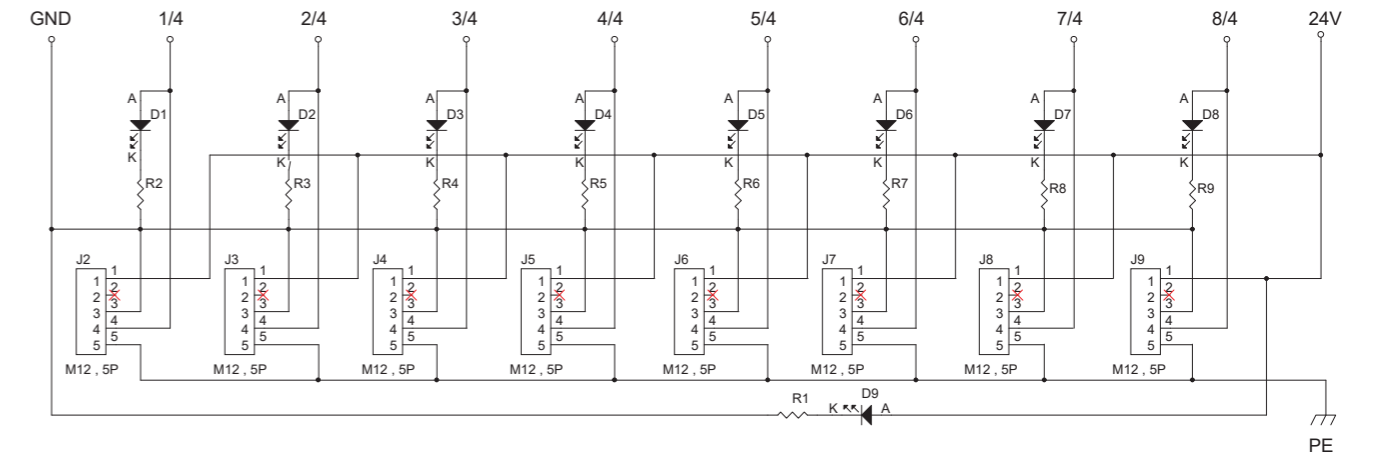 GND 1/4 2/4 3/4 4/4 5/4 6/4 7/4 8/4 24V
A A A A A A A A
D1 D2 D3 D4 D5 D6 D7 D8
K K K K K K K K
R2 R3 R4 R5 R6 R7 R8 R9
J2 J3 J4 J5 J6 J7 J8 J9
1 1 1 1 1 1 1 1
1 2 1 2 1 2 1 2 1 2 1 2 1 2 1 2
2 3 2 3 2 3 2 3 2 3 2 3 2 3 2 3
3 3 3 3 3 3 3 3
4 4 4 4 4 4 4 4 4 4 4 4 4 4 4 4
5 5 5 5 5 5 5 5 5 5 5 5 5 5 5 5
M12 , 5P M12 , 5P M12 , 5P M12 , 5P M12 , 5P M12 , 5P M12 , 5P M12 , 5P
R1 K D9 A
PE